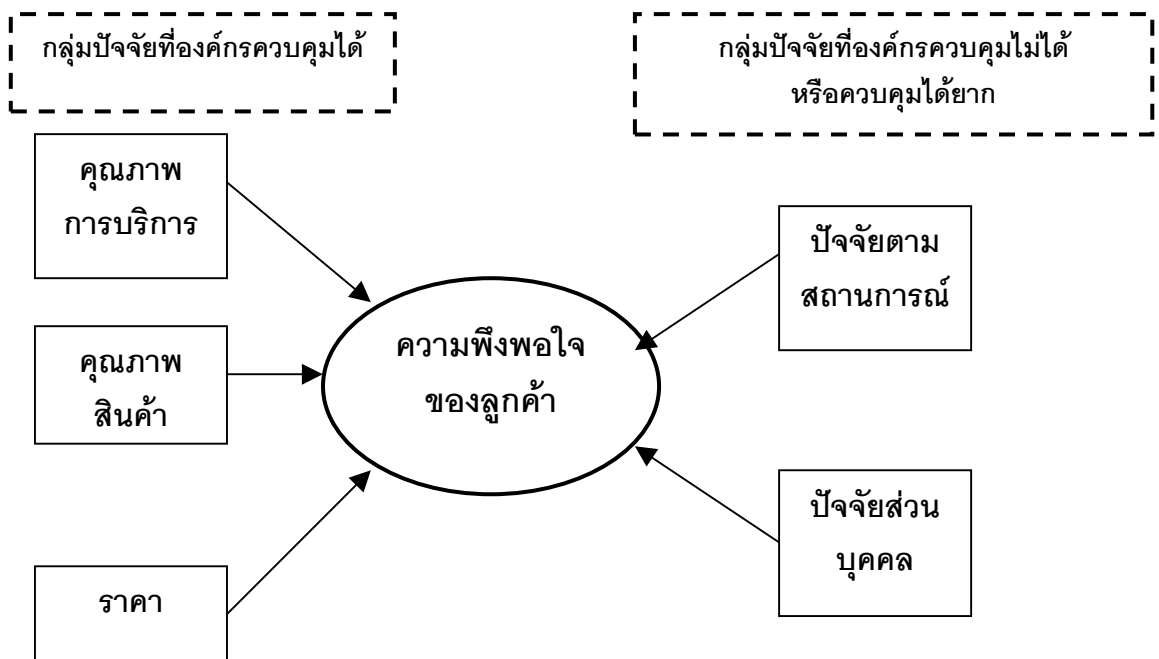 กลุ่มปัจจัยที่องค์กรควบคุมได้
กลุ่มปัจจัยที่องค์กรควบคุมไม่ได้
หรือควบคุมได้ยาก
คุณภาพ
การบริการ
คุณภาพ
สินค้า
ราคา
ความพึงพอใจ
ของลูกค้า
ปัจจัยตาม
สถานการณ์
ปัจจัยส่วน
บุคคล